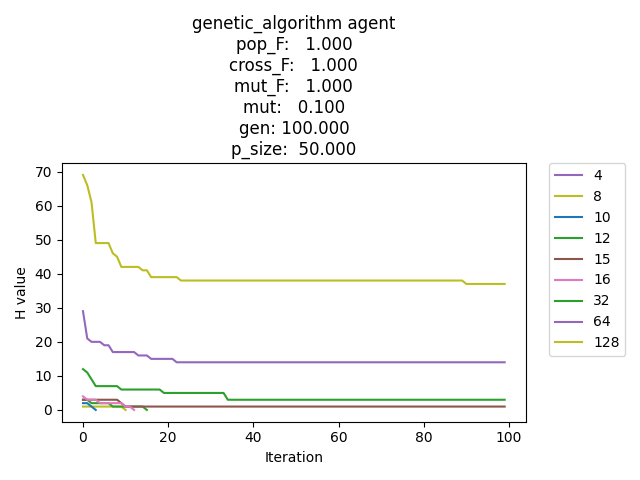 genetic_algorithm agent
pop_F: 1.000
cross_F: 1.000
mut_F: 1.000
mut: 0.100
gen: 100.000
p_size: 50.000
70
60
50
40
30
20
10
0
H value
0 20 40 60 80 100
Iteration
4
8
10
12
15
16
32
64
128